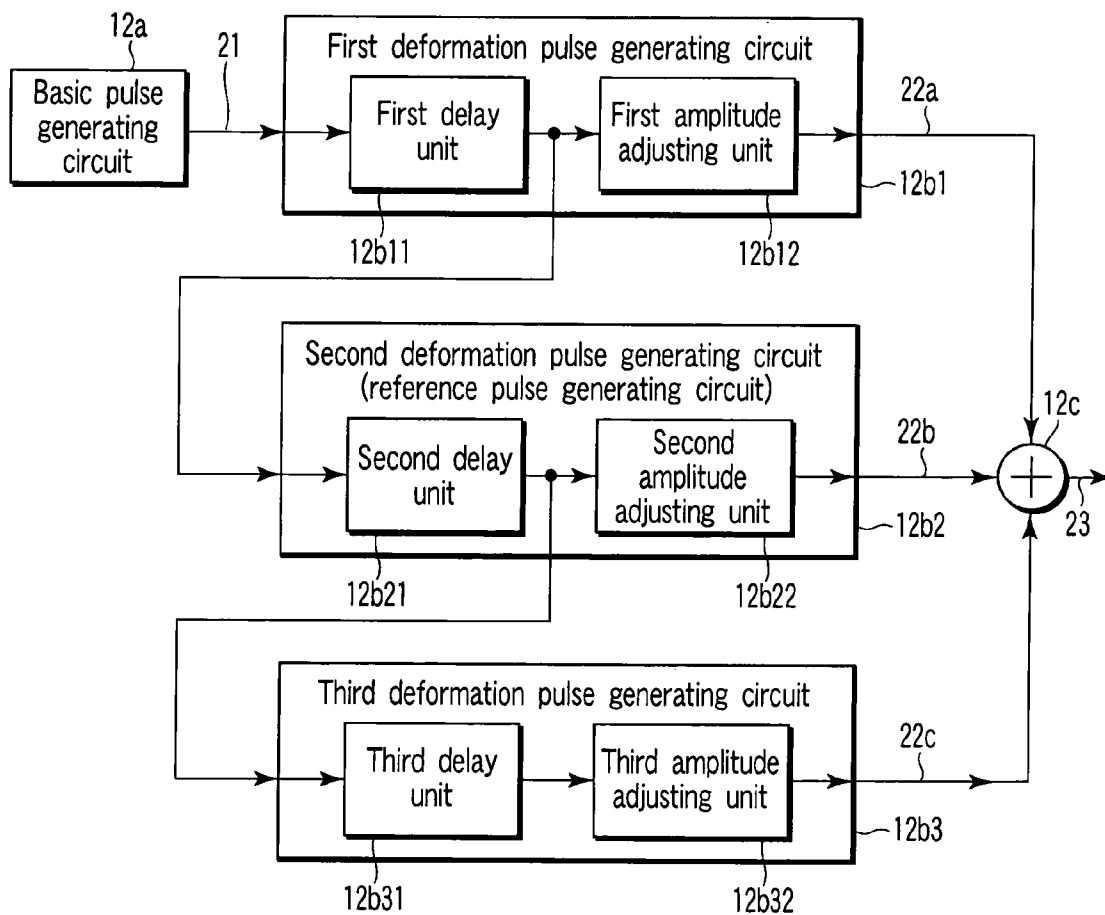 12a
Basic pulse
generating
circuit
21
First deformation pulse generating circuit
First delay
unit
First amplitude
adjusting unit
22a
12b1
12b11
12b12
Second deformation pulse generating circuit
(reference pulse generating circuit)
Second delay
unit
Second
amplitude
adjusting unit
22b
12c
23
12b2
12b21
12b22
Third deformation pulse generating circuit
Third delay
unit
Third amplitude
adjusting unit
22c
12b3
12b31
12b32